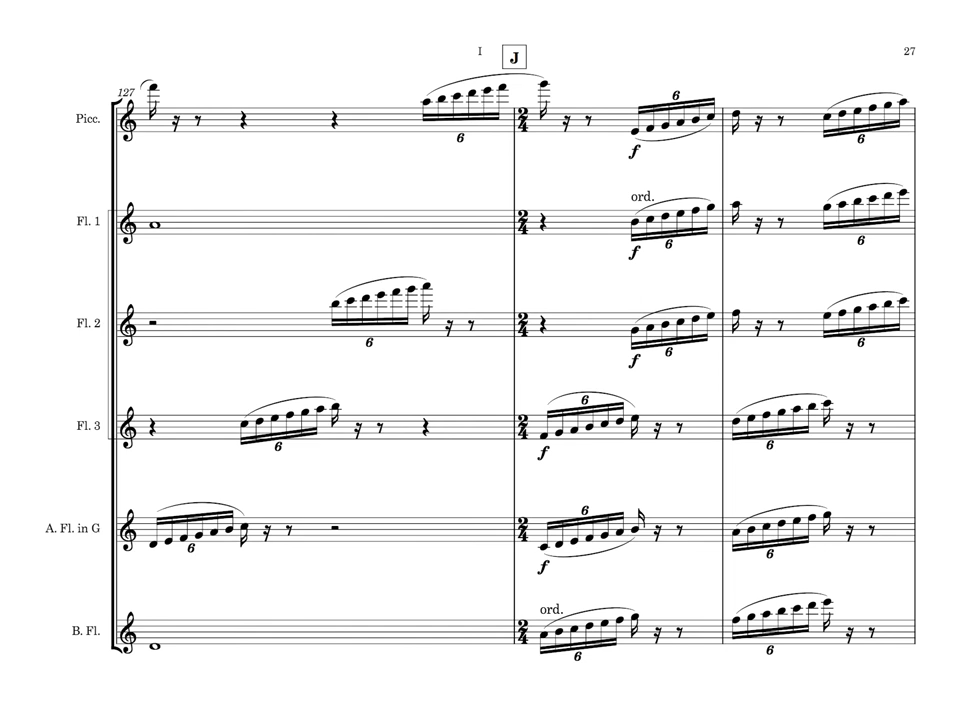 I J 27
127
Picc. 6 2 4 6 6
f
Fl. 1 2 4 ord. 6 6
f
Fl. 2 6 2 4 6 6
f
Fl. 3 6 2 4 6 6
f
A. Fl. in G 6 2 4 6 6
f
ord.
B. Fl. 2 4 6 6